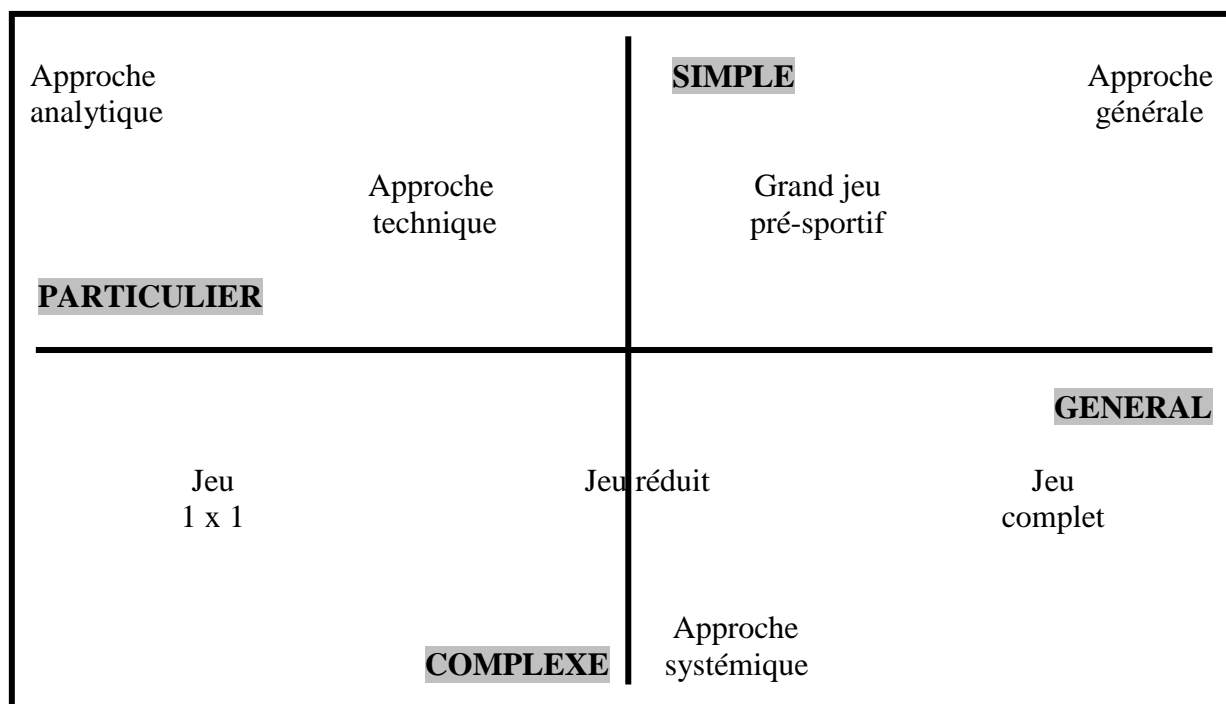 Approche
analytique
SIMPLE
Approche
générale
Approche
technique
Grand jeu
pré-sportif
PARTICULIER
GENERAL
Jeu
1 x 1
Jeu réduit
Jeu
complet
COMPLEXE
Approche
systémique